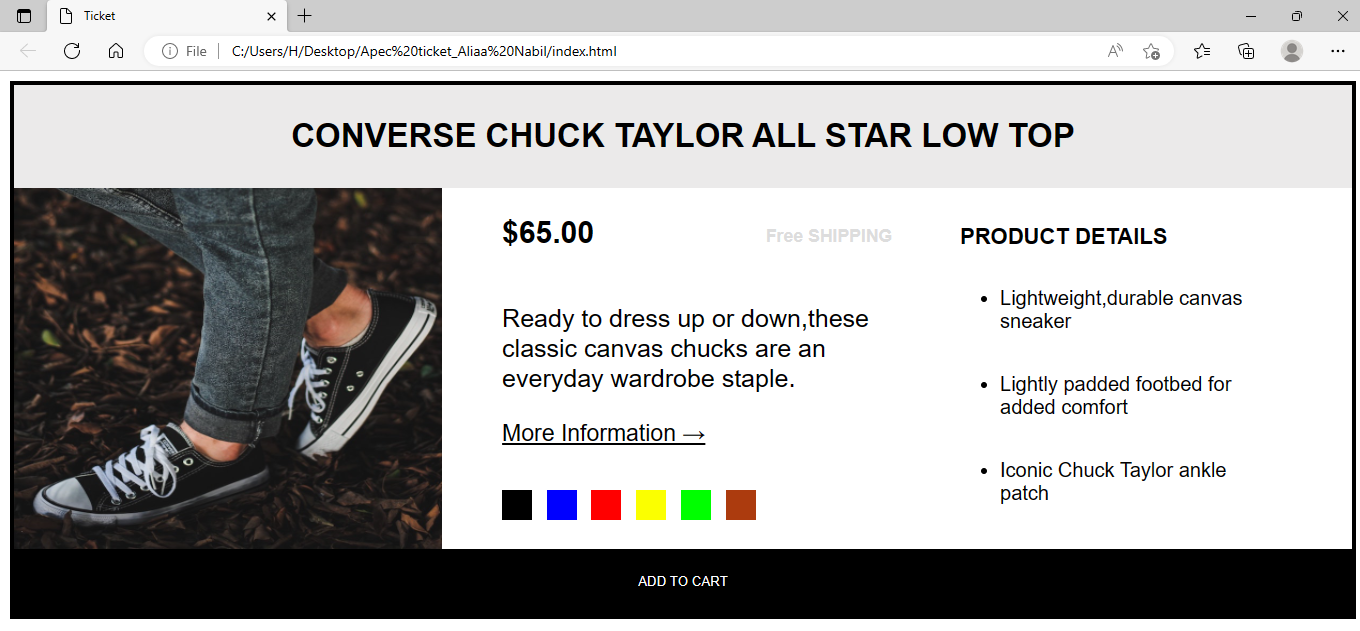 Ticket
File
C:/Users/H/Desktop/Apec%20ticket_Aliaa%20Nabil/index.html
CONVERSE CHUCK TAYLOR ALL STAR LOW TOP
$65.00
Free SHIPPING
Ready to dress up or down,these
classic canvas chucks are an
everyday wardrobe staple.
More Information →
PRODUCT DETAILS
• Lightweight,durable canvas
sneaker
• Lightly padded footbed for
added comfort
• Iconic Chuck Taylor ankle
patch
ADD TO CART